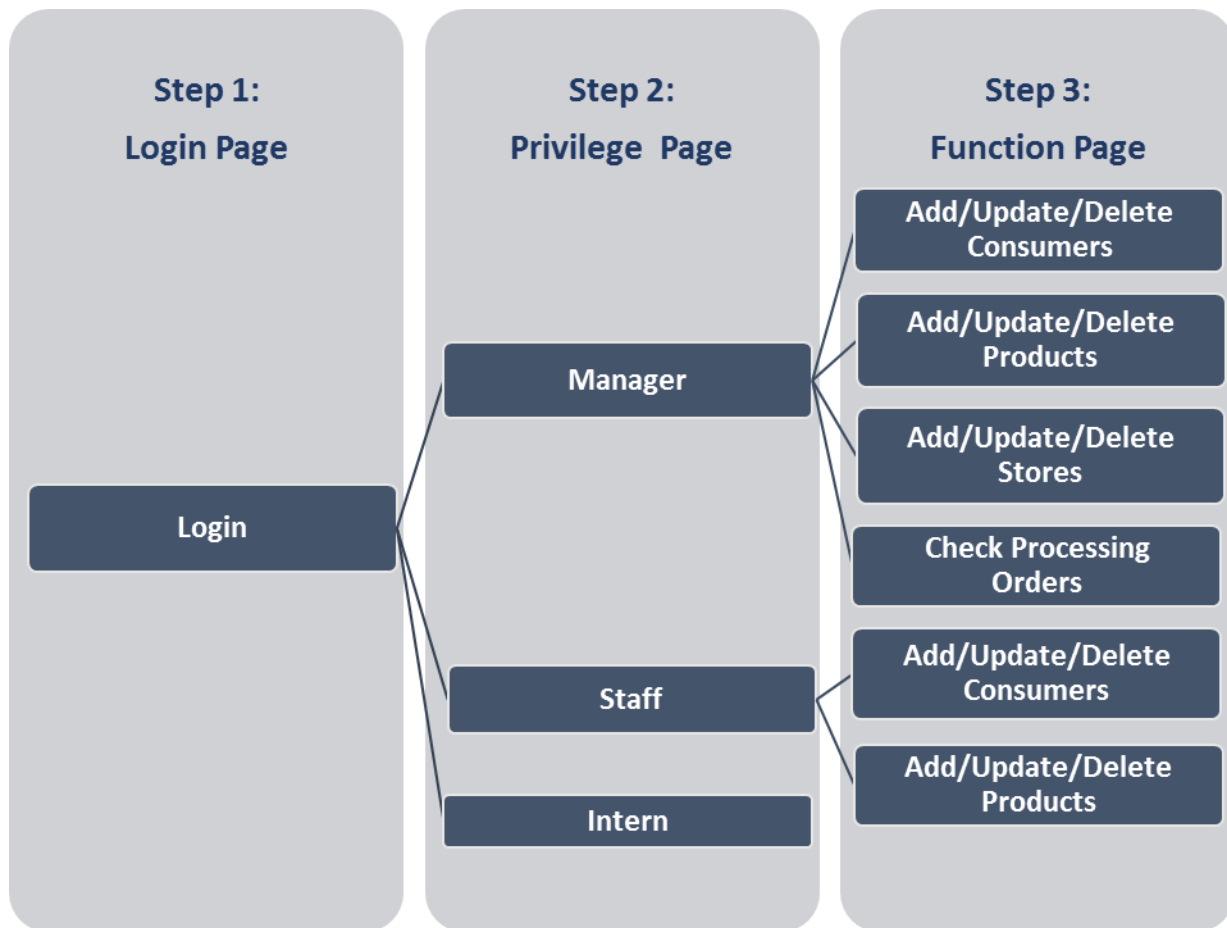 Step 1:
Login Page
Login
Step 2:
Privilege Page
Manager
Staff
Intern
Step 3:
Function Page
Add/Update/Delete
Consumers
Add/Update/Delete
Products
Add/Update/Delete
Stores
Check Processing
Orders
Add/Update/Delete
Consumers
Add/Update/Delete
Products